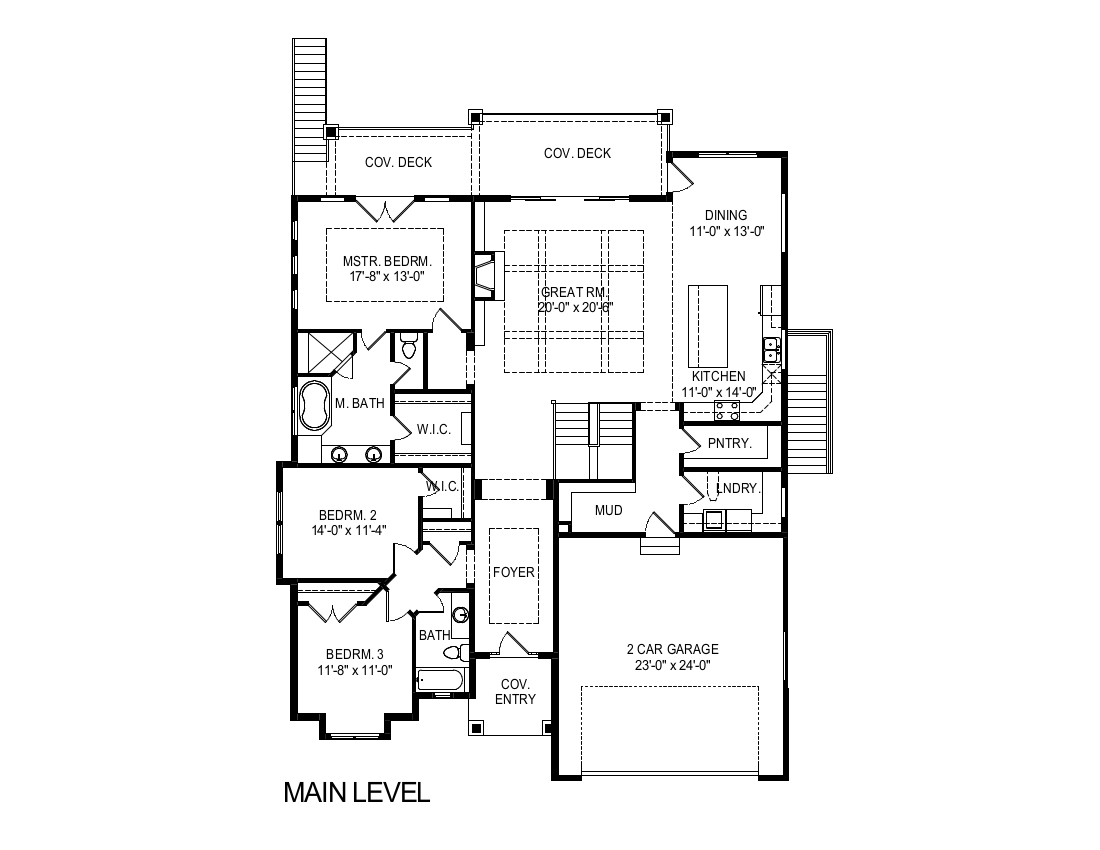 COV. DECK
COV. DECK
DINING
11'-0" x 13'-0"
MSTR. BEDRM.
17'-8" x 13'-0"
GREAT RM.
20'-0" x 20'-6"
KITCHEN
11'-0" x 14'-0"
M. BATH
W.I.C.
PNTRY.
W.I.C.
LNDRY.
BEDRM. 2
14'-0" x 11'-4"
MUD
FOYER
BATH
BEDRM. 3
11'-8" x 11'-0"
2 CAR GARAGE
23'-0" x 24'-0"
COV.
ENTRY
MAIN LEVEL